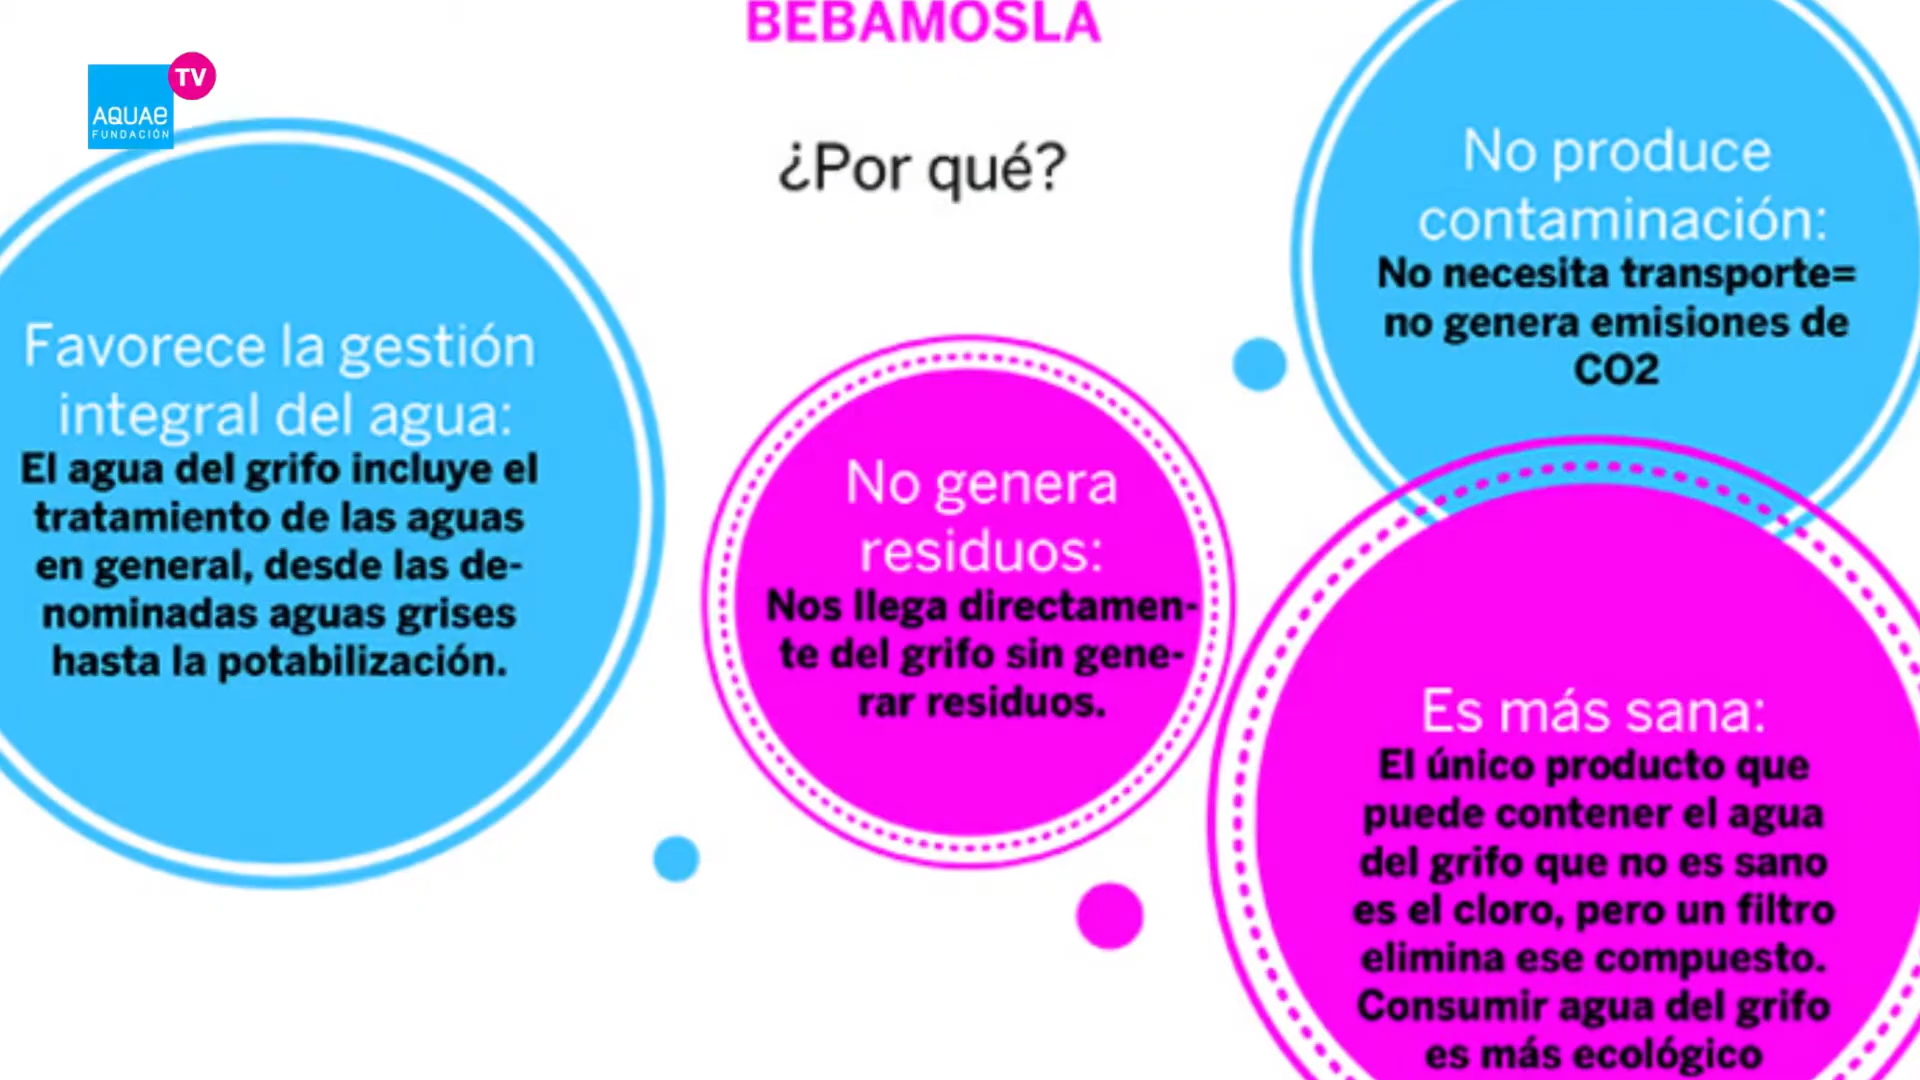 BEBAMOSLA
TV
AQUAe
FUNDACIÓN
¿Por qué?
No produce
contaminación:
No necesita transporte=
no genera emisiones de
CO2
Favorece la gestión
integral del agua:
El agua del grifo incluye el
tratamiento de las aguas
en general, desde las de-
nominadas aguas grises
hasta la potabilización.
No genera
residuos:
Nos llega directamen-
te del grifo sin gene-
rar residuos.
Es más sana:
El único producto que
puede contener el agua
del grifo que no es sano
es el cloro, pero un filtro
elimina ese compuesto.
Consumir agua del grifo
es más ecológico